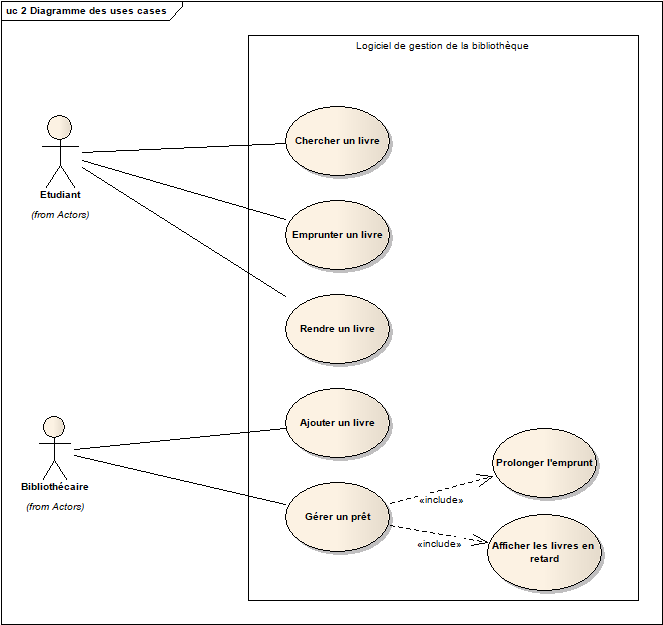 uc 2 Diagramme des uses cases
Logiciel de gestion de la bibliothèque
Chercher un livre
Etudiant
(from Actors)
Emprunter un livre
Rendre un livre
Ajouter un livre
Bibliothécaire
(from Actors)
Prolonger l'emprunt
«include»
Gérer un prêt
«include»
Afficher les livres en
retard